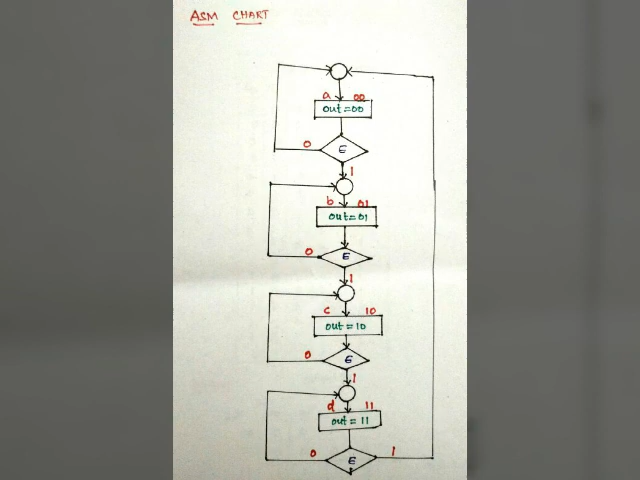 ASM CHART
a 00
out=00
0 E
1
b 01
out=01
0 E
1
c 10
out=10
0 E
1
d 11
out=11
0 E 1